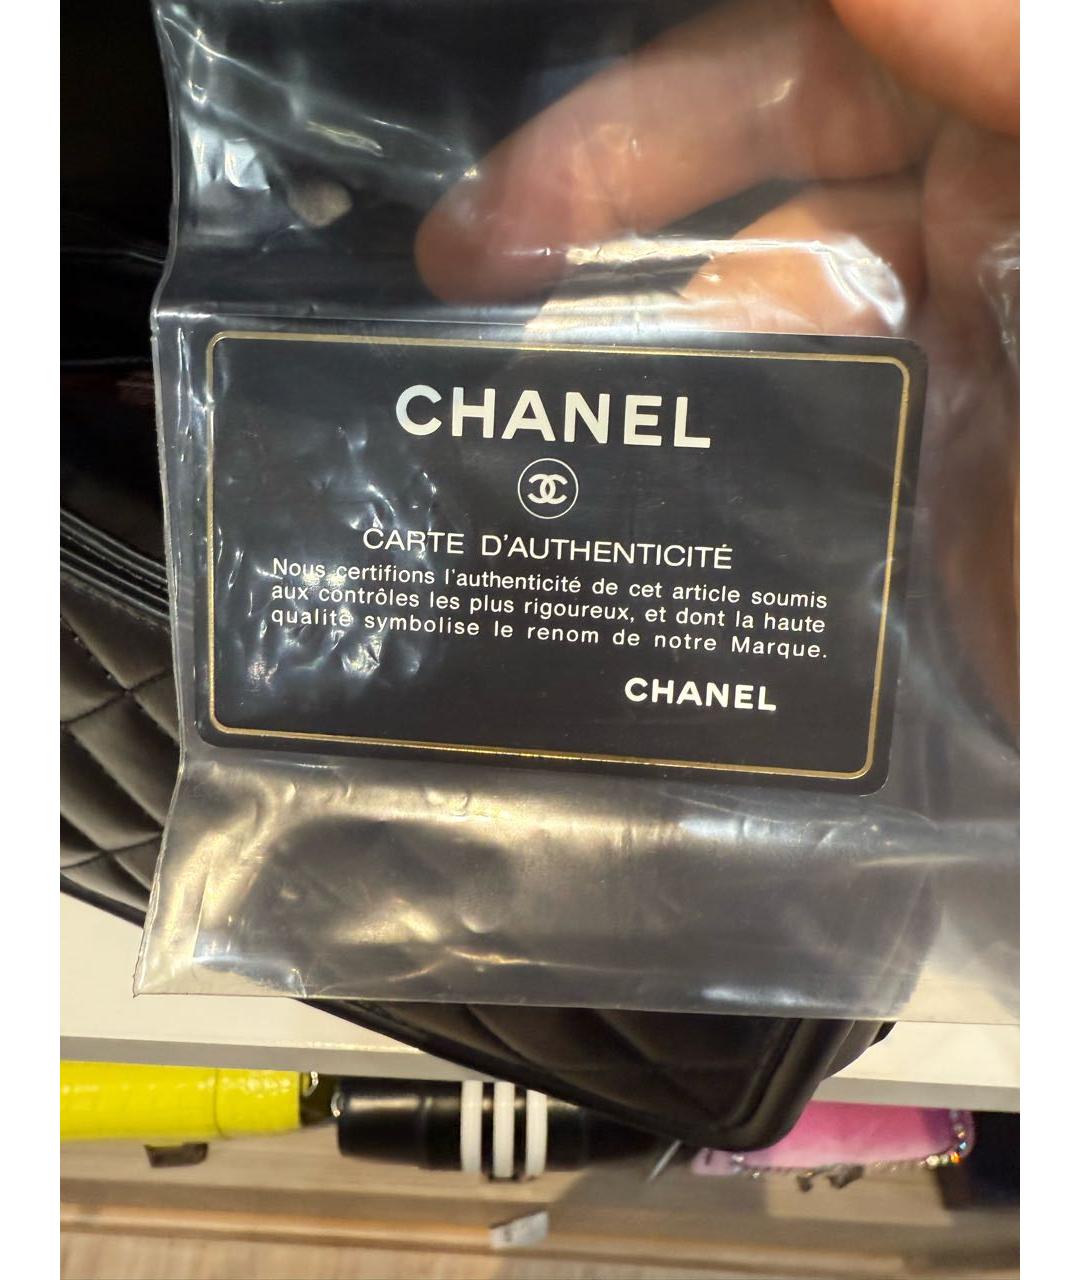 CHANEL
CARTE D'AUTHENTICITÉ
Nous certifions l'authenticité de cet article soumis
aux contrôles les plus rigoureux, et dont la haute
qualité symbolise le renom de notre Marque.
CHANEL